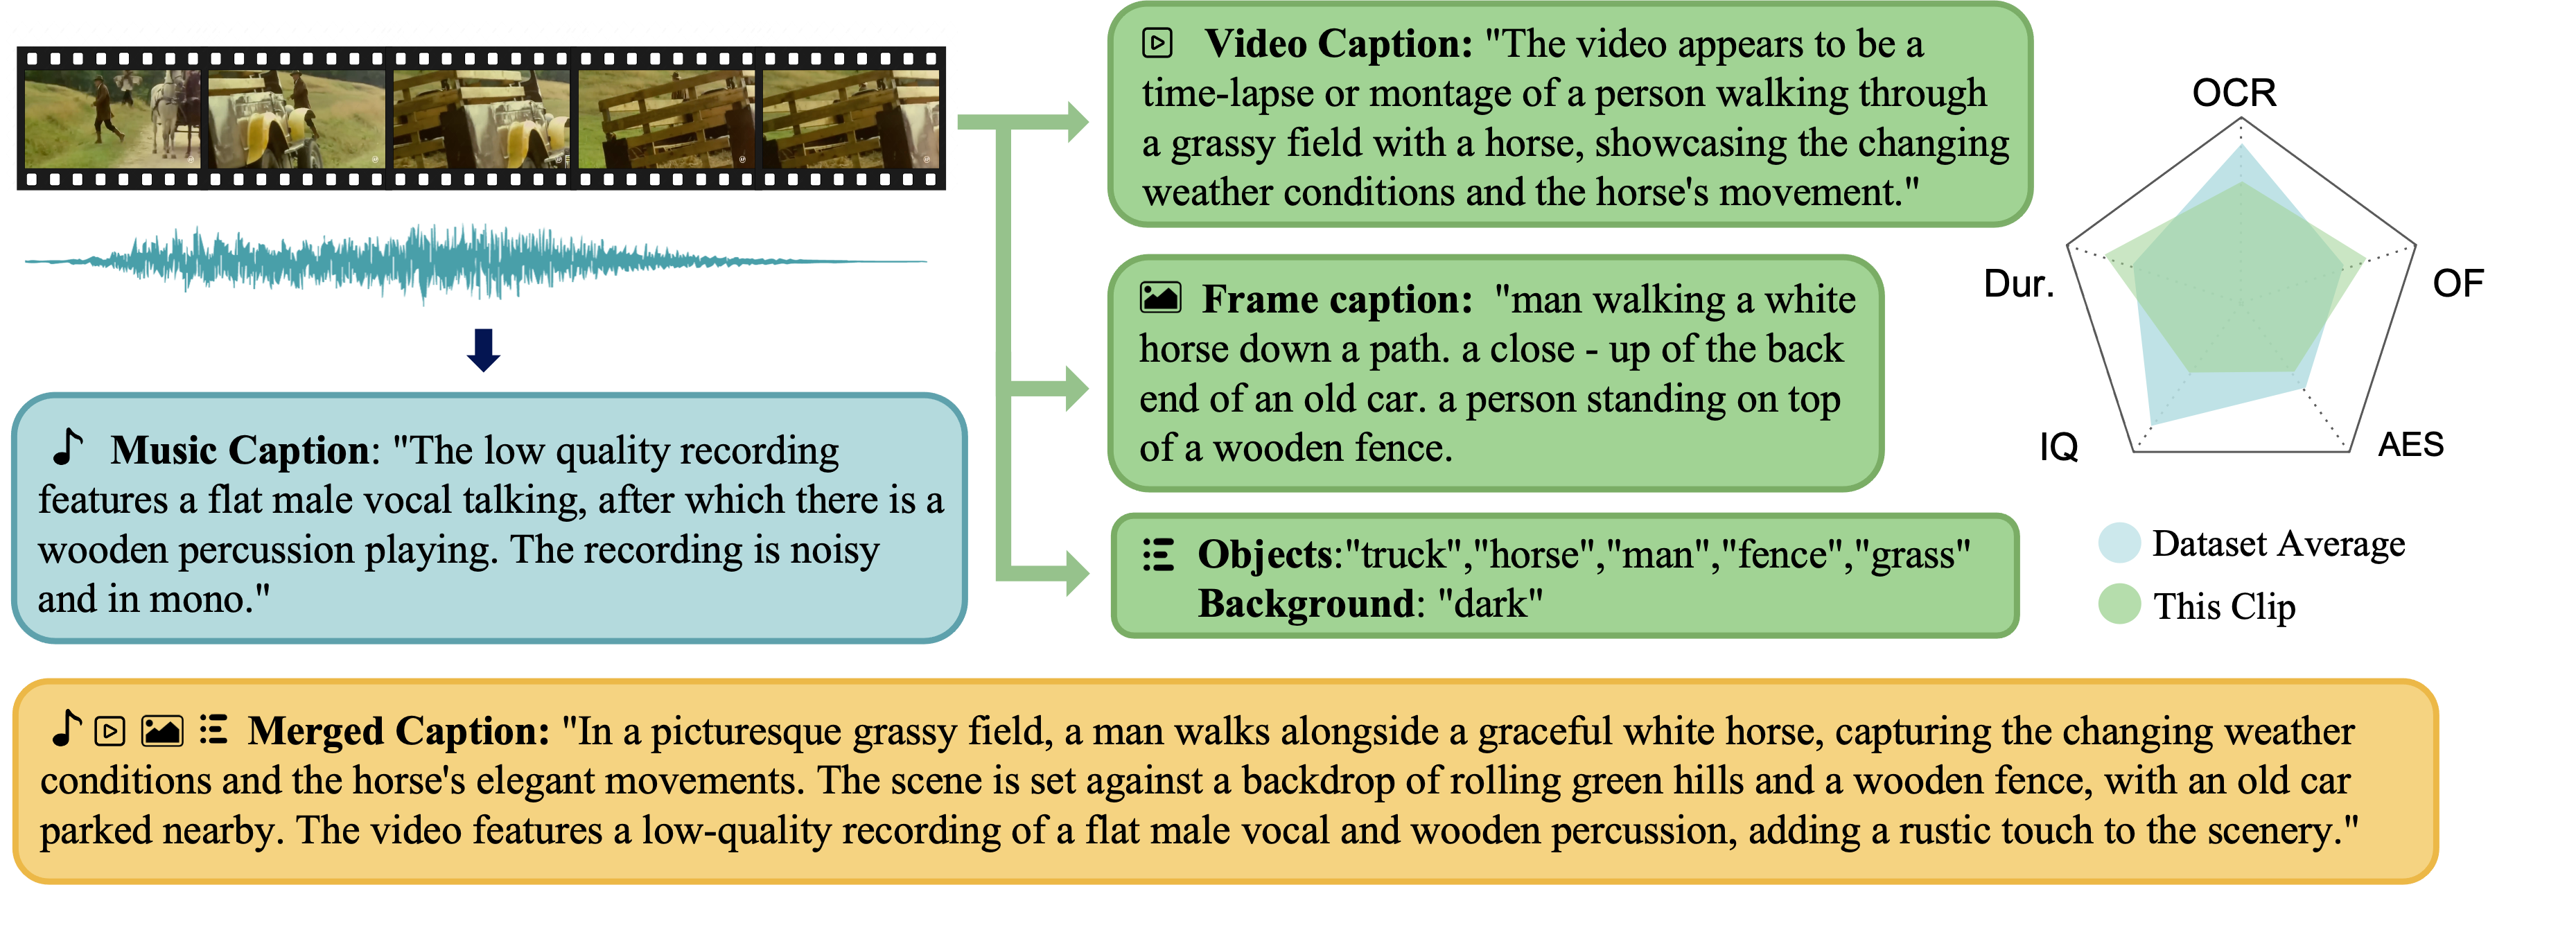 Video Caption: "The video appears to be a
time-lapse or montage of a person walking through
a grassy field with a horse, showcasing the changing
weather conditions and the horse's movement."
Frame caption: "man walking a white
horse down a path. a close - up of the back
end of an old car. a person standing on top
of a wooden fence.
Objects:"truck","horse","man","fence","grass"
Background: "dark"
Music Caption: "The low quality recording
features a flat male vocal talking, after which there is a
wooden percussion playing. The recording is noisy
and in mono."
OCR
OF
AES
IQ
Dur.
Dataset Average
This Clip
Merged Caption: "In a picturesque grassy field, a man walks alongside a graceful white horse, capturing the changing weather
conditions and the horse's elegant movements. The scene is set against a backdrop of rolling green hills and a wooden fence, with an old car
parked nearby. The video features a low-quality recording of a flat male vocal and wooden percussion, adding a rustic touch to the scenery."